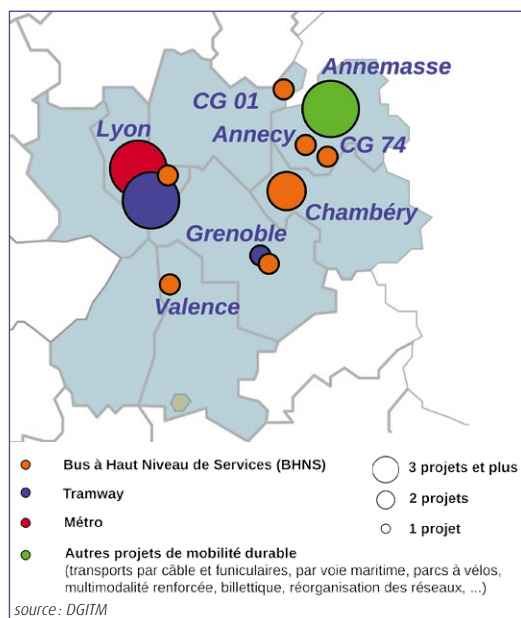 Annemasse
CG 01
Lyon
Annecy
CG 74
Chambéry
Grenoble
Valence
Bus à Haut Niveau de Services (BHNS)
Tramway
Métro
Autres projets de mobilité durable
(transports par câble et funiculaires, par voie maritime, parcs à vélos,
multimodalité renforcée, billettique, réorganisation des réseaux, ...)
3 projets et plus
2 projets
1 projet
source : DGITM